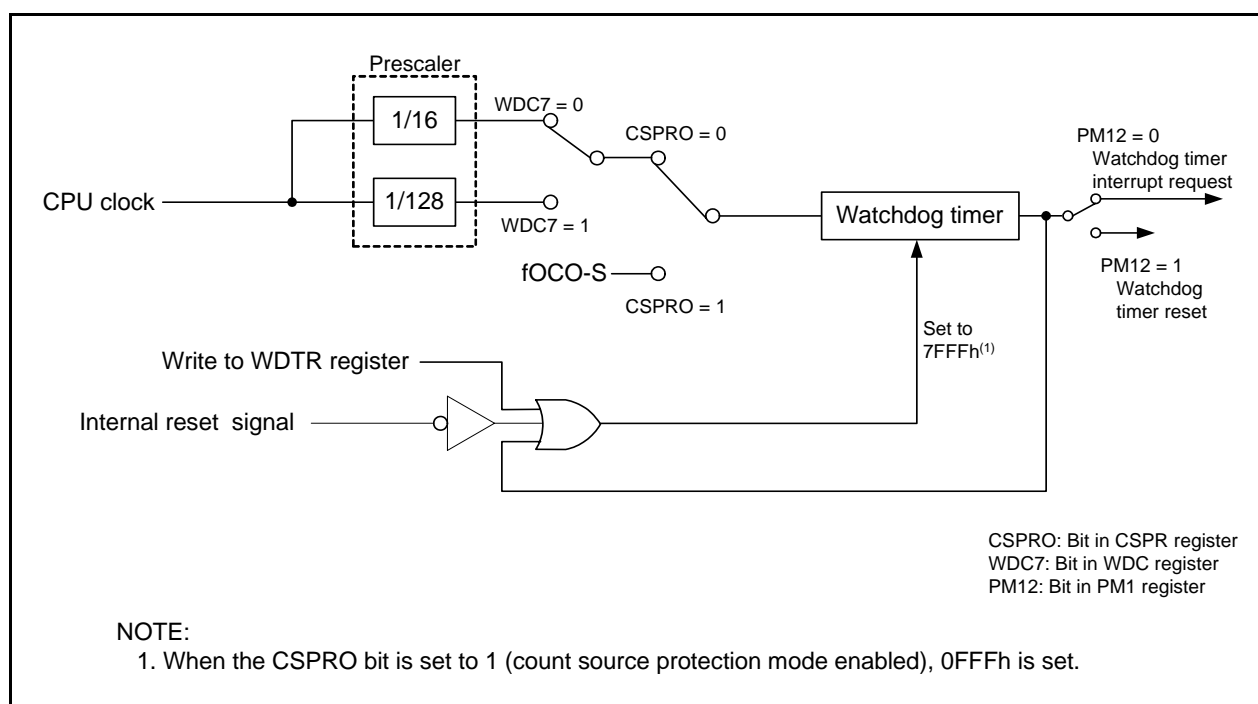 Prescaler
1/16
WDC7 = 0
CSPRO = 0
PM12 = 0
Watchdog timer
interrupt request
CPU clock
1/128
WDC7 = 1
Watchdog timer
fOCO-S
CSPRO = 1
PM12 = 1
Watchdog
timer reset
Set to
7FFFh(1)
Write to WDTR register
Internal reset signal
CSPRO: Bit in CSPR register
WDC7: Bit in WDC register
PM12: Bit in PM1 register
NOTE:
1. When the CSPRO bit is set to 1 (count source protection mode enabled), 0FFFh is set.